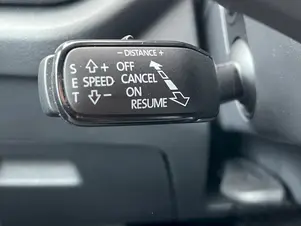 - DISTANCE +
S + OFF
E SPEED CANCEL
T - ON
RESUME